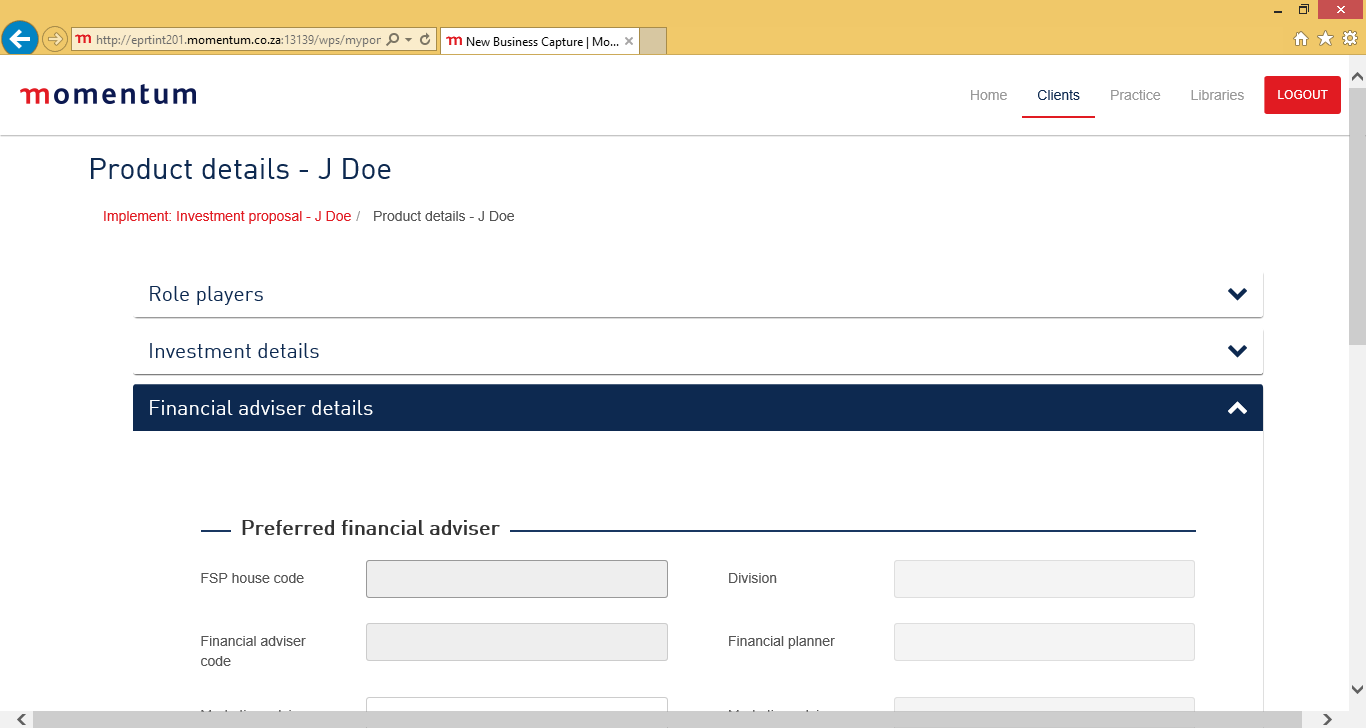 http://eprtint201.momentum.co.za:13139/wps/mypor
m New Business Capture | Mo...
momentum
Home Clients Practice Libraries LOGOUT
Product details - J Doe
Implement: Investment proposal - J Doe / Product details - J Doe
Role players
Investment details
Financial adviser details
Preferred financial adviser
FSP house code Division
Financial adviser code Financial planner